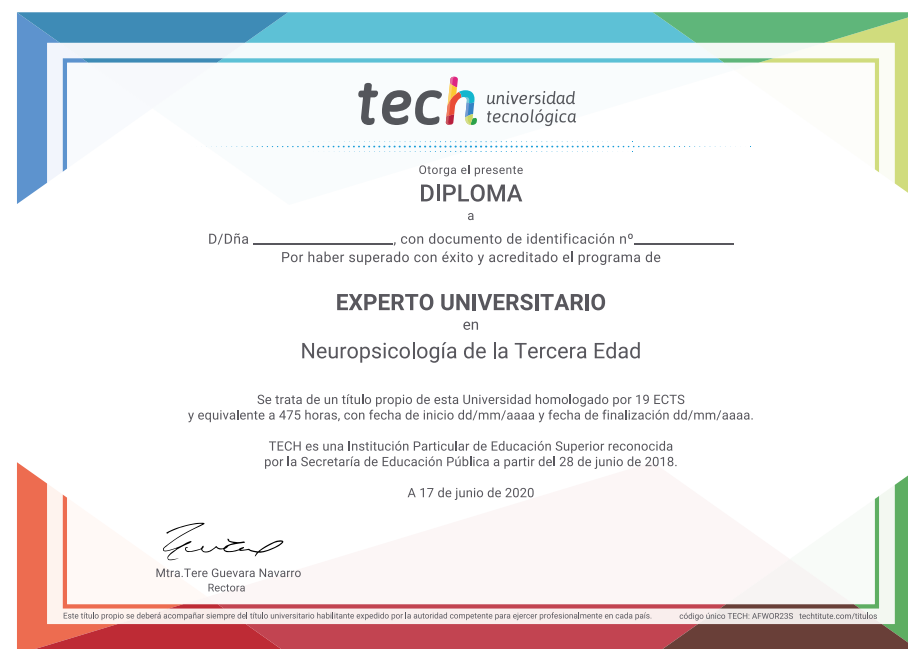 tech universidad
tecnológica
Otorga el presente
DIPLOMA
a
D/Dña ________________, con documento de identificación nº____________
Por haber superado con éxito y acreditado el programa de
EXPERTO UNIVERSITARIO
en
Neuropsicología de la Tercera Edad
Se trata de un título propio de esta Universidad homologado por 19 ECTS
y equivalente a 475 horas, con fecha de inicio dd/mm/aaaa y fecha de finalización dd/mm/aaaa.
TECH es una Institución Particular de Educación Superior reconocida
por la Secretaría de Educación Pública a partir del 28 de junio de 2018.
A 17 de junio de 2020
Mtra.Tere Guevara Navarro
Rectora
Este título propio se deberá acompañar siempre del título universitario habilitante expedido por la autoridad competente para ejercer profesionalmente en cada país. código único TECH: AFWOR23S techtitute.com/titulos